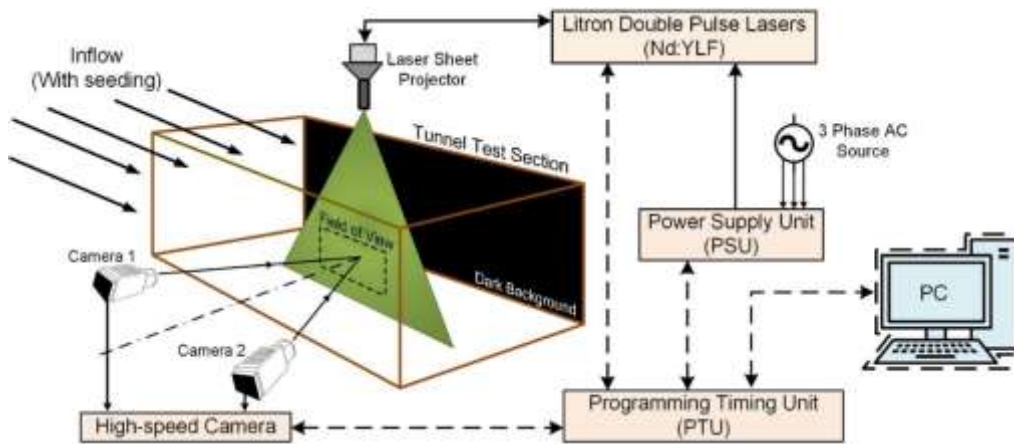 Inflow
(With seeding)
Laser Sheet
Projector
Litron Double Pulse Lasers
(Nd:YLF)
3 Phase AC
Source
Tunnel Test Section
Power Supply Unit
(PSU)
Field of View
Camera 1
Dark Background
PC
Camera 2
High-speed Camera
Programming Timing Unit
(PTU)